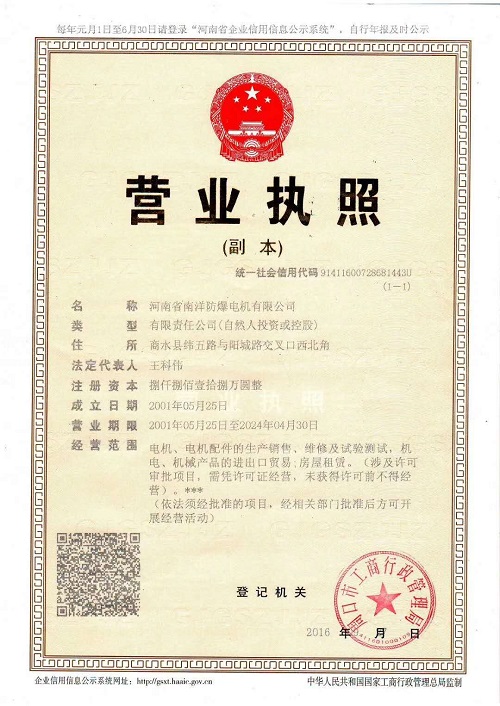 每年元月1日至6月30日请登录“河南省企业信用信息公示系统”，自行年报及时公示
营业执照
(副本)
统一社会信用代码 91411600728681443U
(1-1)
名称 河南省南洋防爆电机有限公司
类型 有限责任公司(自然人投资或控股)
住所 商水县纬五路与阳城路交叉口西北角
法定代表人 王科伟
注册资本 捌仟捌佰壹拾捌万圆整
成立日期 2001年05月25日
营业期限 2001年05月25日至2024年04月30日
经营范围 电机、电机配件的生产销售、维修及试验测试，机
电、机械产品的进出口贸易;房屋租赁。（涉及许可
审批项目，需凭许可证经营，未获得许可前不得经
营）。***
(依法须经批准的项目，经相关部门批准后方可开
展经营活动)
登记机关
周口市工商行政管理局
2016 年 月 日
企业信用信息公示系统网址：http://gsxt.haaic.gov.cn
中华人民共和国国家工商行政管理总局监制